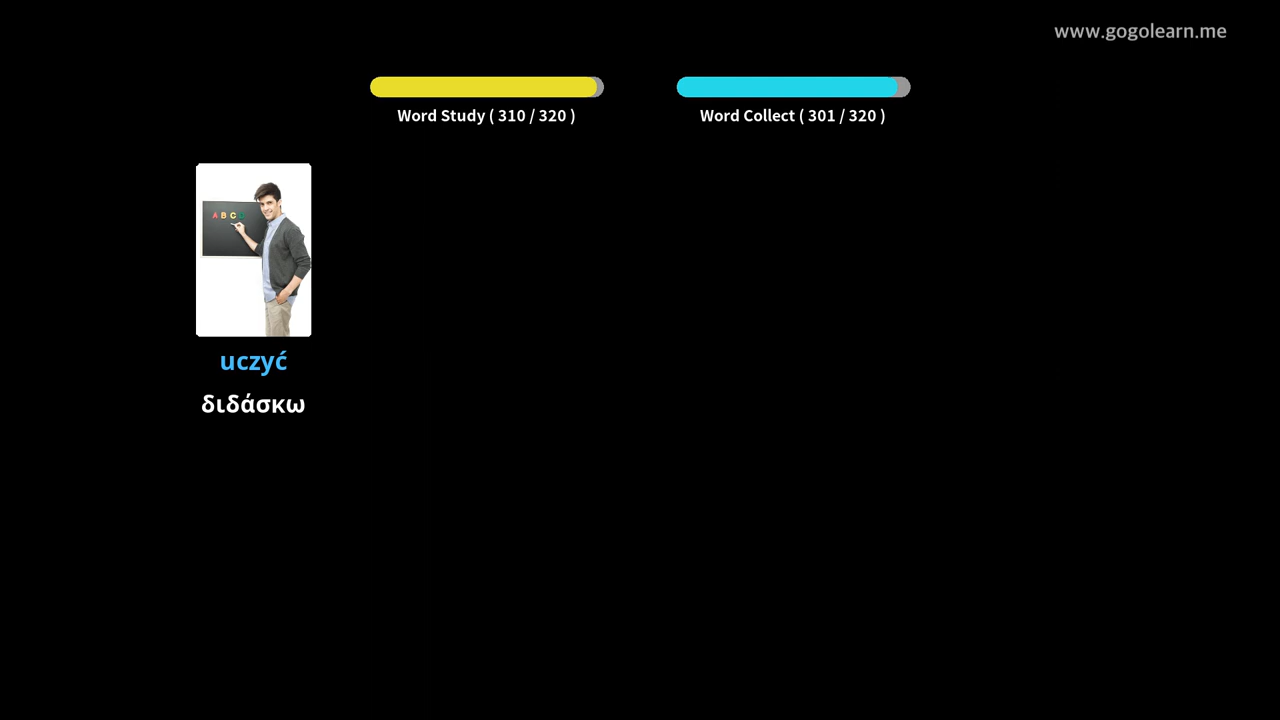 www.gogolearn.me
Word Study ( 310 / 320 )
Word Collect ( 301 / 320 )
A B C D
uczyć
διδάσκω